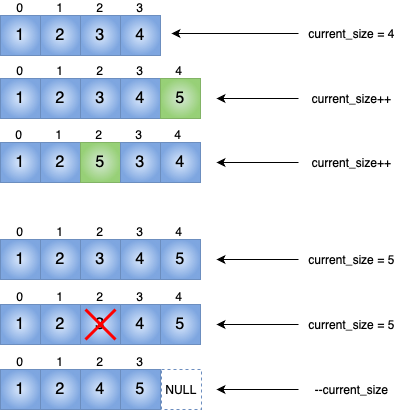 0 1 2 3
1 2 3 4 current_size = 4
0 1 2 3 4
1 2 3 4 5 current_size++
0 1 2 3 4
1 2 5 3 4 current_size++
0 1 2 3 4
1 2 3 4 5 current_size = 5
0 1 2 3 4
1 2 3 4 5 current_size = 5
0 1 2 3
1 2 4 5 NULL --current_size